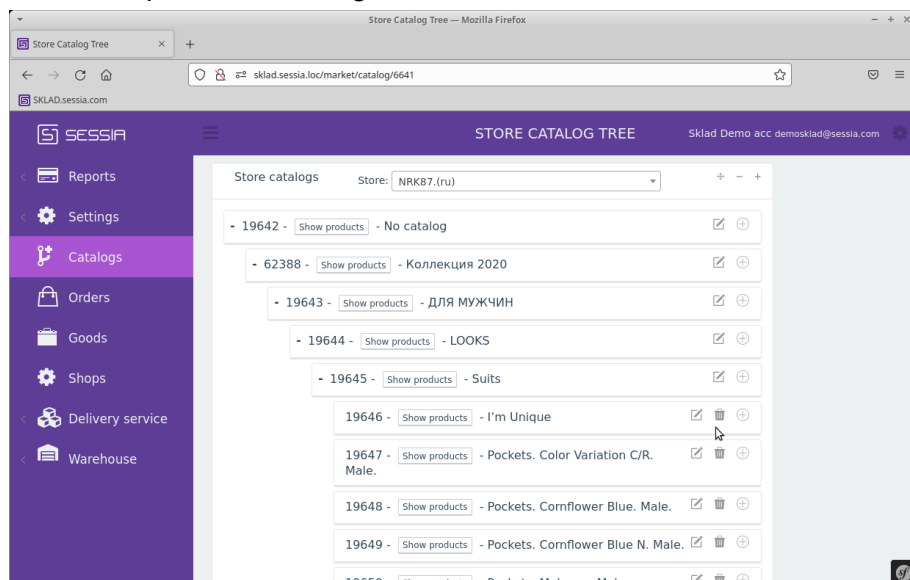 Store Catalog Tree — Mozilla Firefox
Store Catalog Tree
sklad.sessia.loc/market/catalog/6641
SKLAD.sessia.com
SESSIA
STORE CATALOG TREE
Sklad Demo acc demosklad@sessia.com
Reports
Settings
Catalogs
Orders
Goods
Shops
Delivery service
Warehouse
Store catalogs
Store: NRK87.(ru)
- 19642 - Show products - No catalog
- 62388 - Show products - Коллекция 2020
- 19643 - Show products - ДЛЯ МУЖЧИН
- 19644 - Show products - LOOKS
- 19645 - Show products - Suits
19646 - Show products - I’m Unique
19647 - Show products - Pockets. Color Variation C/R.
Male.
19648 - Show products - Pockets. Cornflower Blue. Male.
19649 - Show products - Pockets. Cornflower Blue N. Male.